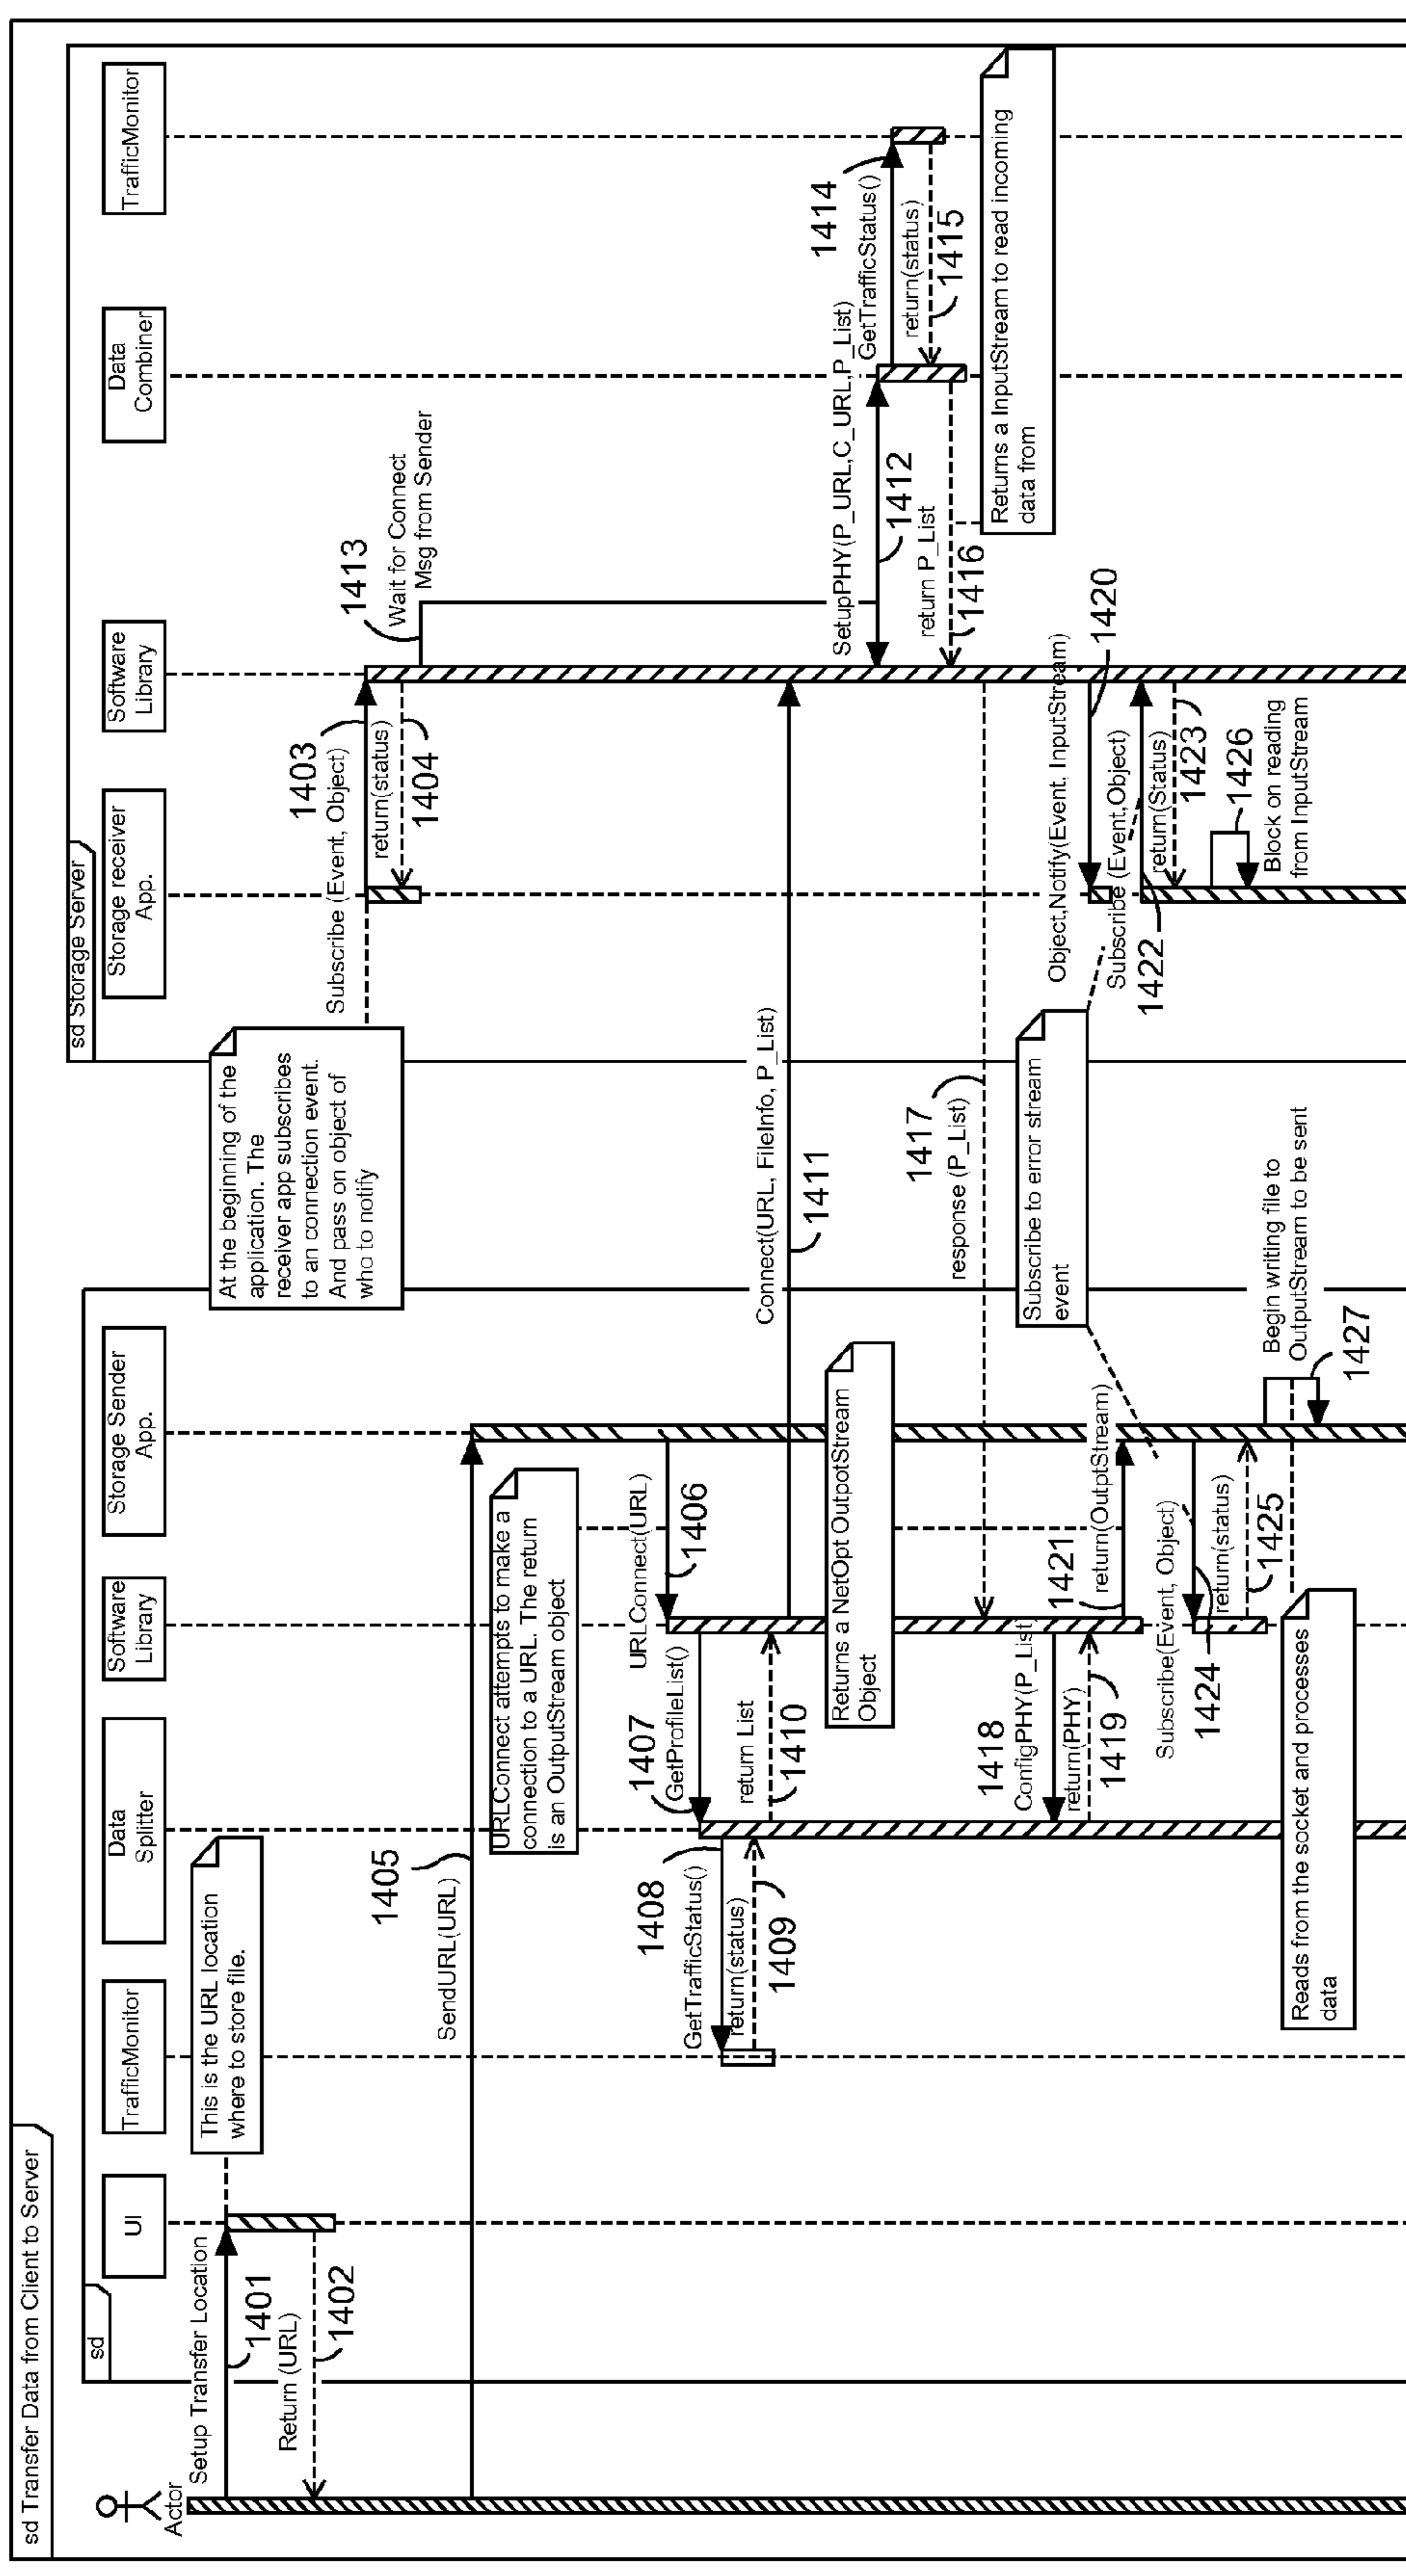 sd Transfer Data from Client to Server
sd
sd Storage Server
Actor
UI
TrafficMonitor
Data
Splitter
Software
Library
Storage Sender
App.
Storage receiver
App.
Software
Library
Data
Combiner
TrafficMonitor
Setup Transfer Location
1401
This is the URL location
where to store file.
Return (URL)
1402
At the beginning of the
application. The
receiver app subscribes
to an connection event.
And pass on object of
who to notify
1403
Subscribe (Event, Object)
return(status)
1404
1413
Wait for Connect
Msg from Sender
1405
SendURL(URL)
URLConnect attempts to make a
connection to a URL. The return
is an OutputStream object
URLConnect(URL)
1406
1407
GetProfileList()
1408
GetTrafficStatus()
return(status)
1409
return List
1410
Connect(URL, FileInfo, P_List)
1411
Returns a NetOpt OutpotStream
Object
SetupPHY(P_URL,C_URL,P_List)
1412
1414
GetTrafficStatus()
return(status)
1415
return P_List
1416
Returns a InputStream to read incoming
data from
1417
response (P_List)
Subscribe to error stream
event
1418
ConfigPHY(P_List)
return(PHY)
1419
Object,Notify(Event. InputStream)
1420
1421
return(OutptStream)
Subscribe (Event,Object)
1422
return(Status)
1423
Subscribe(Event, Object)
1424
return(status)
1425
1426
Block on reading
from InputStream
Begin writing file to
OutputStream to be sent
1427
Reads from the socket and processes
data